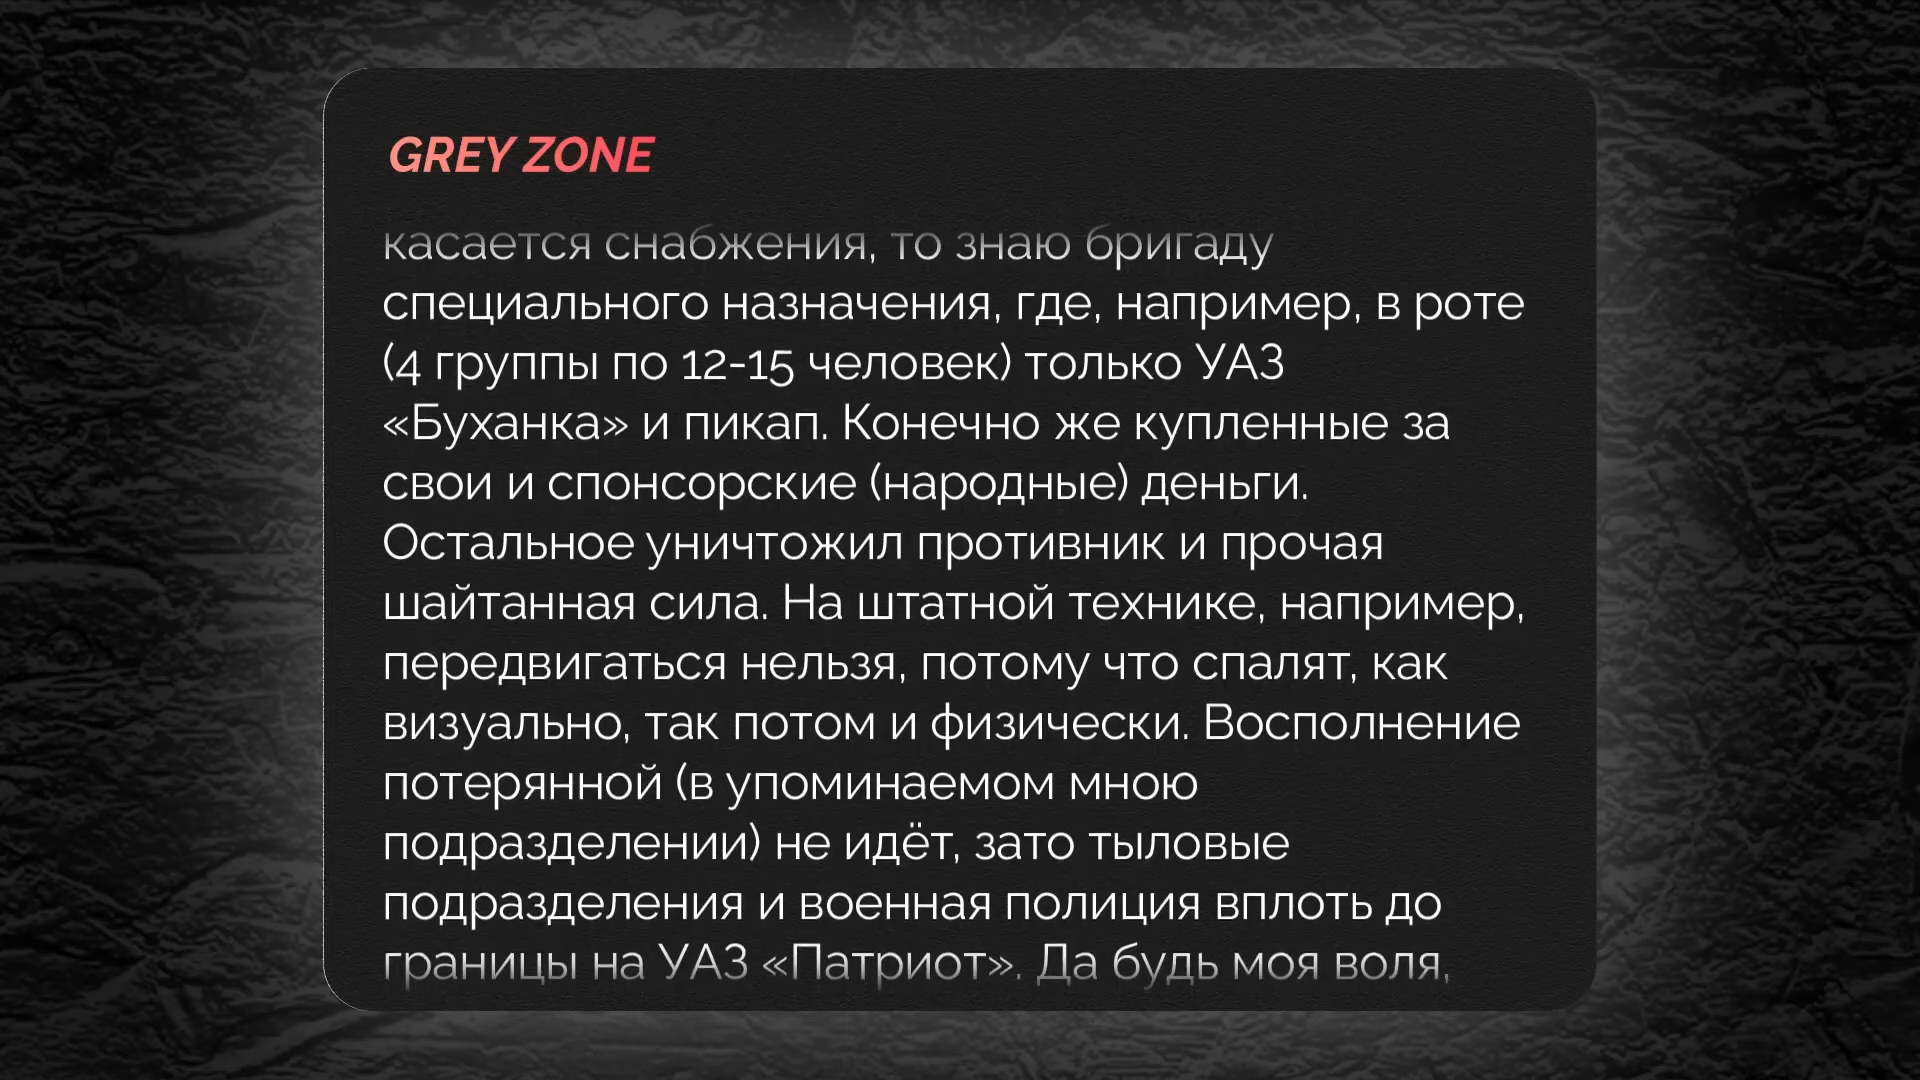 GREY ZONE
касается снабжения, то знаю бригаду
специального назначения, где, например, в роте
(4 группы по 12-15 человек) только УАЗ
«Буханка» и пикап. Конечно же купленные за
свои и спонсорские (народные) деньги.
Остальное уничтожил противник и прочая
шайтанная сила. На штатной технике, например,
передвигаться нельзя, потому что спалят, как
визуально, так потом и физически. Восполнение
потерянной (в упоминаемом мною
подразделении) не идёт, зато тыловые
подразделения и военная полиция вплоть до
границы на УАЗ «Патриот». Да будь моя воля,